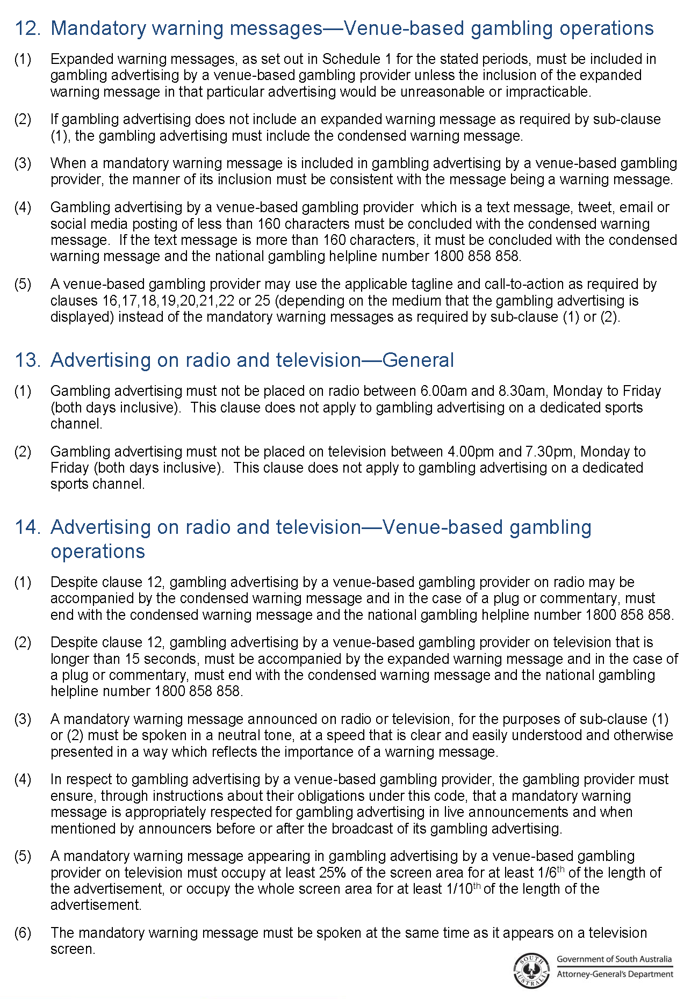 12. Mandatory warning messages—Venue-based gambling operations
(1) Expanded warning messages, as set out in Schedule 1 for the stated periods, must be included in
gambling advertising by a venue-based gambling provider unless the inclusion of the expanded
warning message in that particular advertising would be unreasonable or impracticable.
(2) If gambling advertising does not include an expanded warning message as required by sub-clause
(1), the gambling advertising must include the condensed warning message.
(3) When a mandatory warning message is included in gambling advertising by a venue-based gambling
provider, the manner of its inclusion must be consistent with the message being a warning message.
(4) Gambling advertising by a venue-based gambling provider  which is a text message, tweet, email or
social media posting of less than 160 characters must be concluded with the condensed warning
message.  If the text message is more than 160 characters, it must be concluded with the condensed
warning message and the national gambling helpline number 1800 858 858.
(5) A venue-based gambling provider may use the applicable tagline and call-to-action as required by
clauses 16,17,18,19,20,21,22 or 25 (depending on the medium that the gambling advertising is
displayed) instead of the mandatory warning messages as required by sub-clause (1) or (2).
13. Advertising on radio and television—General
(1) Gambling advertising must not be placed on radio between 6.00am and 8.30am, Monday to Friday
(both days inclusive).  This clause does not apply to gambling advertising on a dedicated sports
channel.
(2) Gambling advertising must not be placed on television between 4.00pm and 7.30pm, Monday to
Friday (both days inclusive).  This clause does not apply to gambling advertising on a dedicated
sports channel.
14. Advertising on radio and television—Venue-based gambling
operations
(1) Despite clause 12, gambling advertising by a venue-based gambling provider on radio may be
accompanied by the condensed warning message and in the case of a plug or commentary, must
end with the condensed warning message and the national gambling helpline number 1800 858 858.
(2) Despite clause 12, gambling advertising by a venue-based gambling provider on television that is
longer than 15 seconds, must be accompanied by the expanded warning message and in the case of
a plug or commentary, must end with the condensed warning message and the national gambling
helpline number 1800 858 858.
(3) A mandatory warning message announced on radio or television, for the purposes of sub-clause (1)
or (2) must be spoken in a neutral tone, at a speed that is clear and easily understood and otherwise
presented in a way which reflects the importance of a warning message.
(4) In respect to gambling advertising by a venue-based gambling provider, the gambling provider must
ensure, through instructions about their obligations under this code, that a mandatory warning
message is appropriately respected for gambling advertising in live announcements and when
mentioned by announcers before or after the broadcast of its gambling advertising.
(5) A mandatory warning message appearing in gambling advertising by a venue-based gambling
provider on television must occupy at least 25% of the screen area for at least 1/6th of the length of
the advertisement, or occupy the whole screen area for at least 1/10th of the length of the
advertisement.
(6) The mandatory warning message must be spoken at the same time as it appears on a television
screen.
SOUTH AUSTRALIA
Government of South Australia
Attorney-General's Department